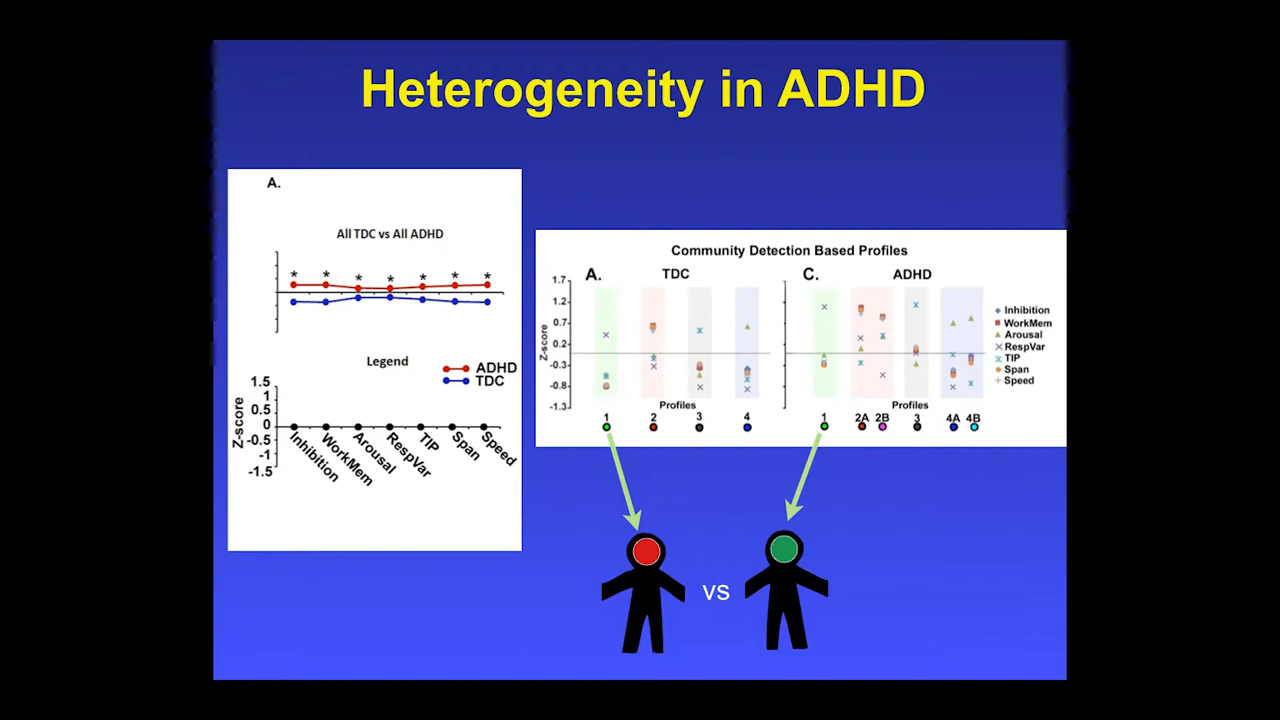 Heterogeneity in ADHD
A.
All TDC vs All ADHD
* * * * * * *
Legend
ADHD
TDC
Z-score
1.5
1
0.5
0
-0.5
-1
-1.5
Inhibition
WorkMem
Arousal
RespVar
TIP
Span
Speed
Community Detection Based Profiles
A. TDC
C. ADHD
Z-score
1.7
1.2
0.7
0.2
-0.3
-0.8
-1.3
Profiles
1 2 3 4
Profiles
1 2A 2B 3 4A 4B
Inhibition
WorkMem
Arousal
RespVar
TIP
Span
Speed
vs